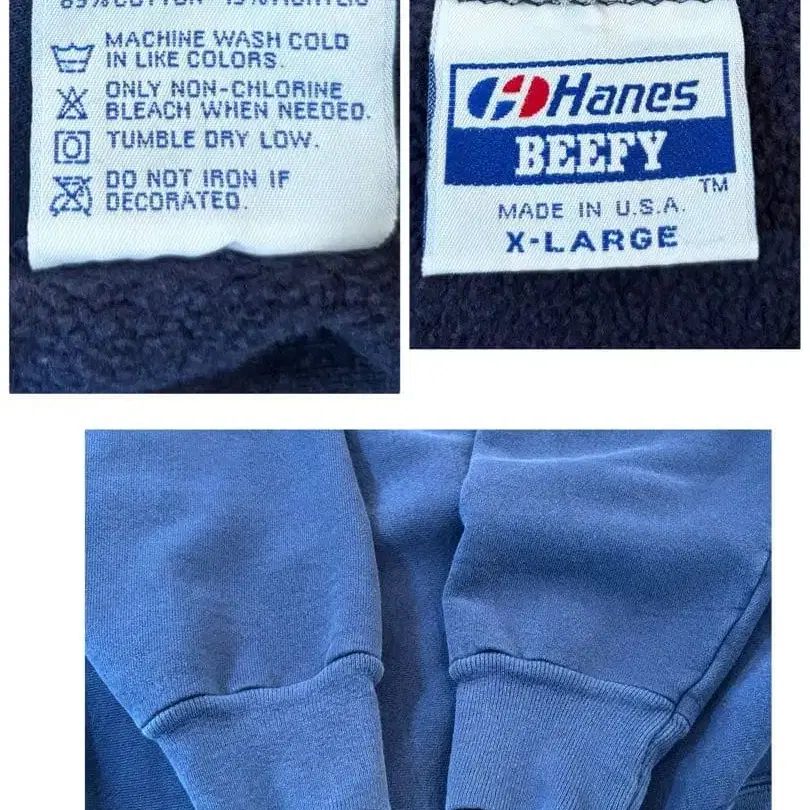 COTTON
MACHINE WASH COLD
IN LIKE COLORS.
ONLY NON-CHLORINE
BLEACH WHEN NEEDED.
TUMBLE DRY LOW.
DO NOT IRON IF
DECORATED.
Hanes
BEEFY
TM
MADE IN U.S.A.
X-LARGE